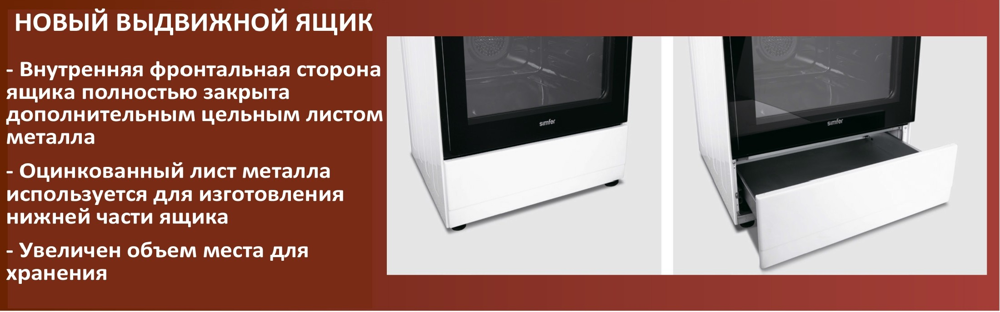 НОВЫЙ ВЫДВИЖНОЙ ЯЩИК
- Внутренняя фронтальная сторона
ящика полностью закрыта
дополнительным цельным листом
металла
- Оцинкованный лист металла
используется для изготовления
нижней части ящика
- Увеличен объем места для
хранения
simfer
simfer